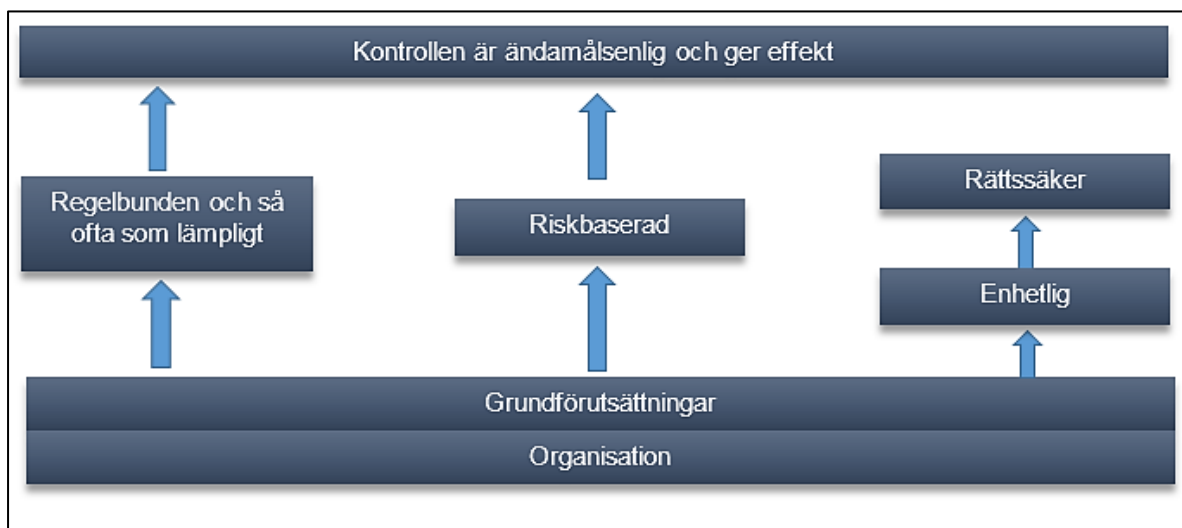 Kontrollen är ändamålsenlig och ger effekt
Regelbunden och så
ofta som lämpligt
Riskbaserad
Rättssäker
Enhetlig
Grundförutsättningar
Organisation